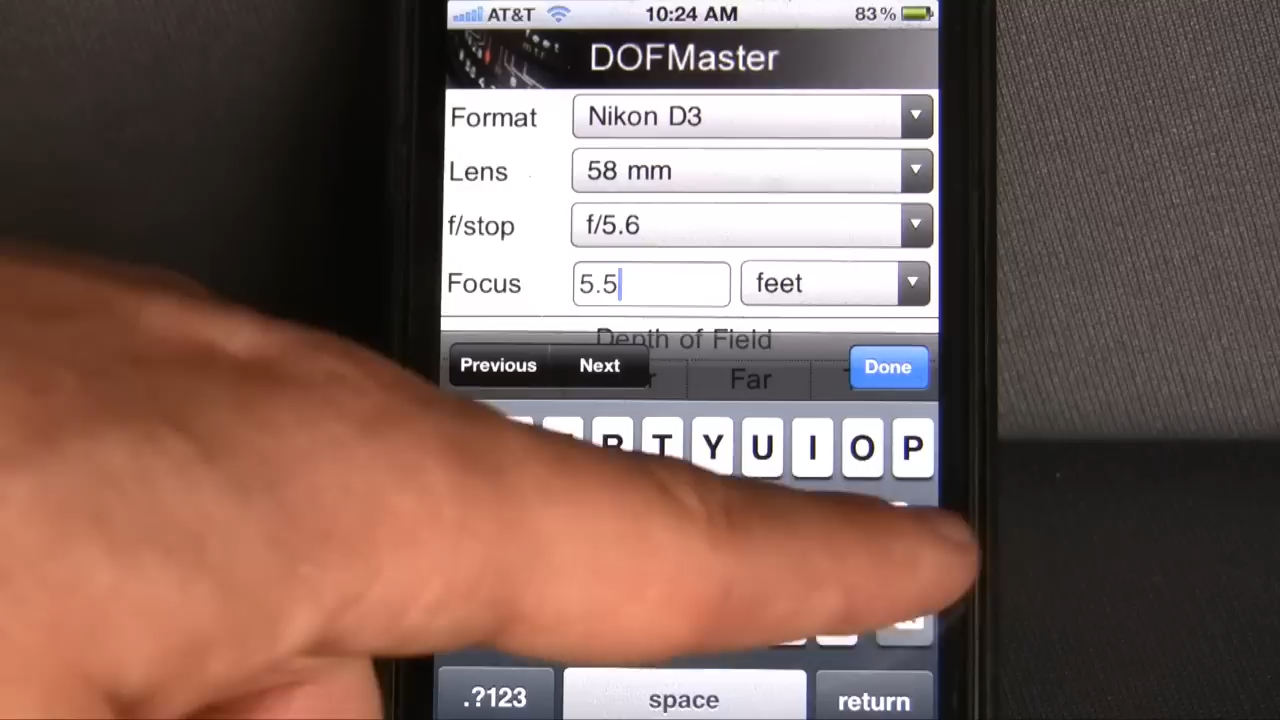 AT&T 10:24 AM 83%
DOFMaster
Format Nikon D3
Lens 58 mm
f/stop f/5.6
Focus 5.5 feet
Depth of Field
Previous Next Far Done
R T Y U I O P
.?123 space return